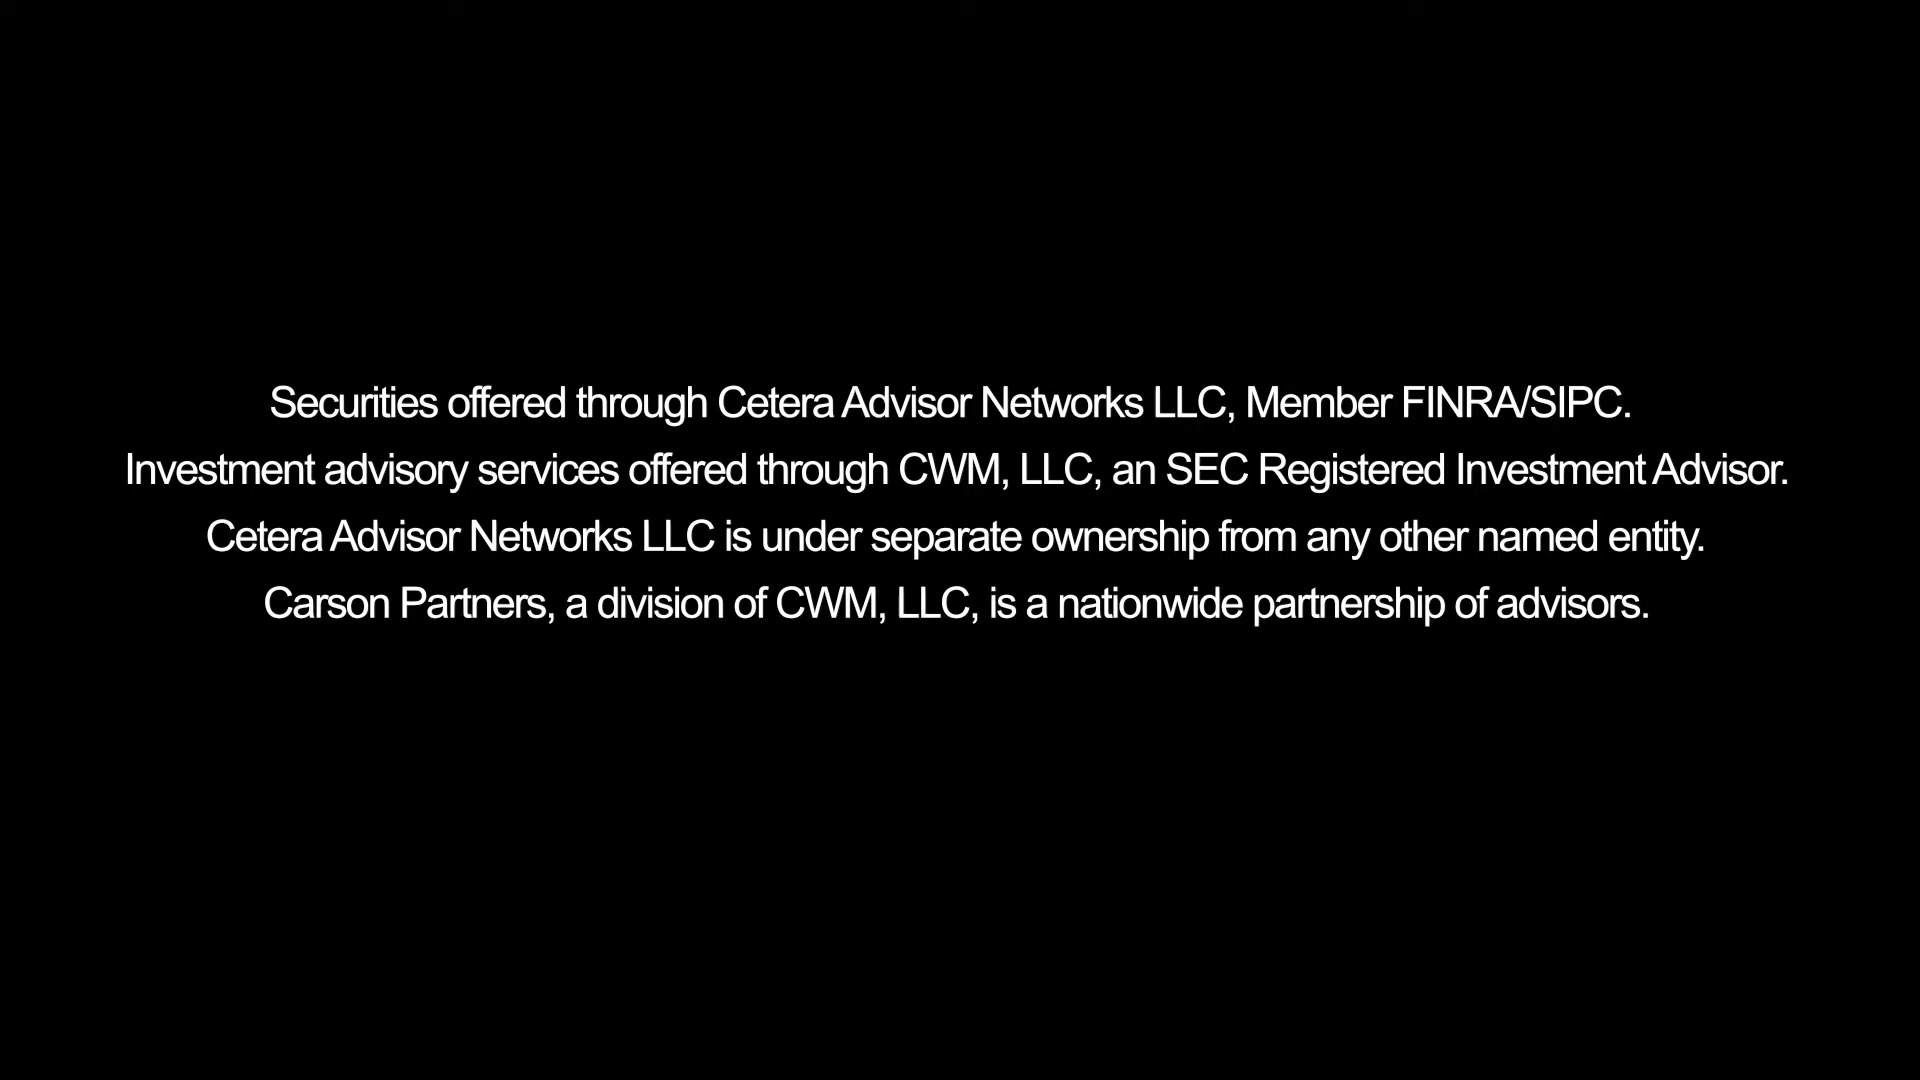 Securities offered through Cetera Advisor Networks LLC, Member FINRA/SIPC.
Investment advisory services offered through CWM, LLC, an SEC Registered Investment Advisor.
Cetera Advisor Networks LLC is under separate ownership from any other named entity.
Carson Partners, a division of CWM, LLC, is a nationwide partnership of advisors.